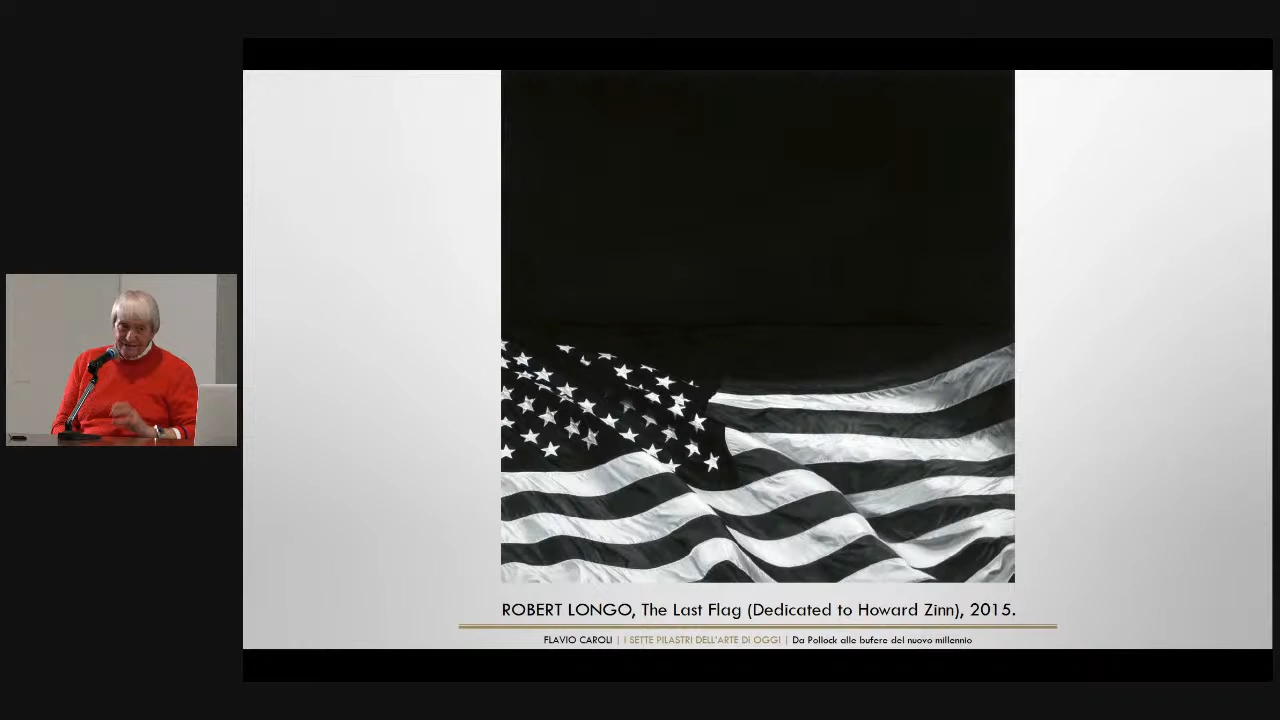 ROBERT LONGO, The Last Flag (Dedicated to Howard Zinn), 2015.
FLAVIO CAROLI | I SETTE PILASTRI DELL'ARTE DI OGGI | Da Pollock alle bufere del nuovo millennio